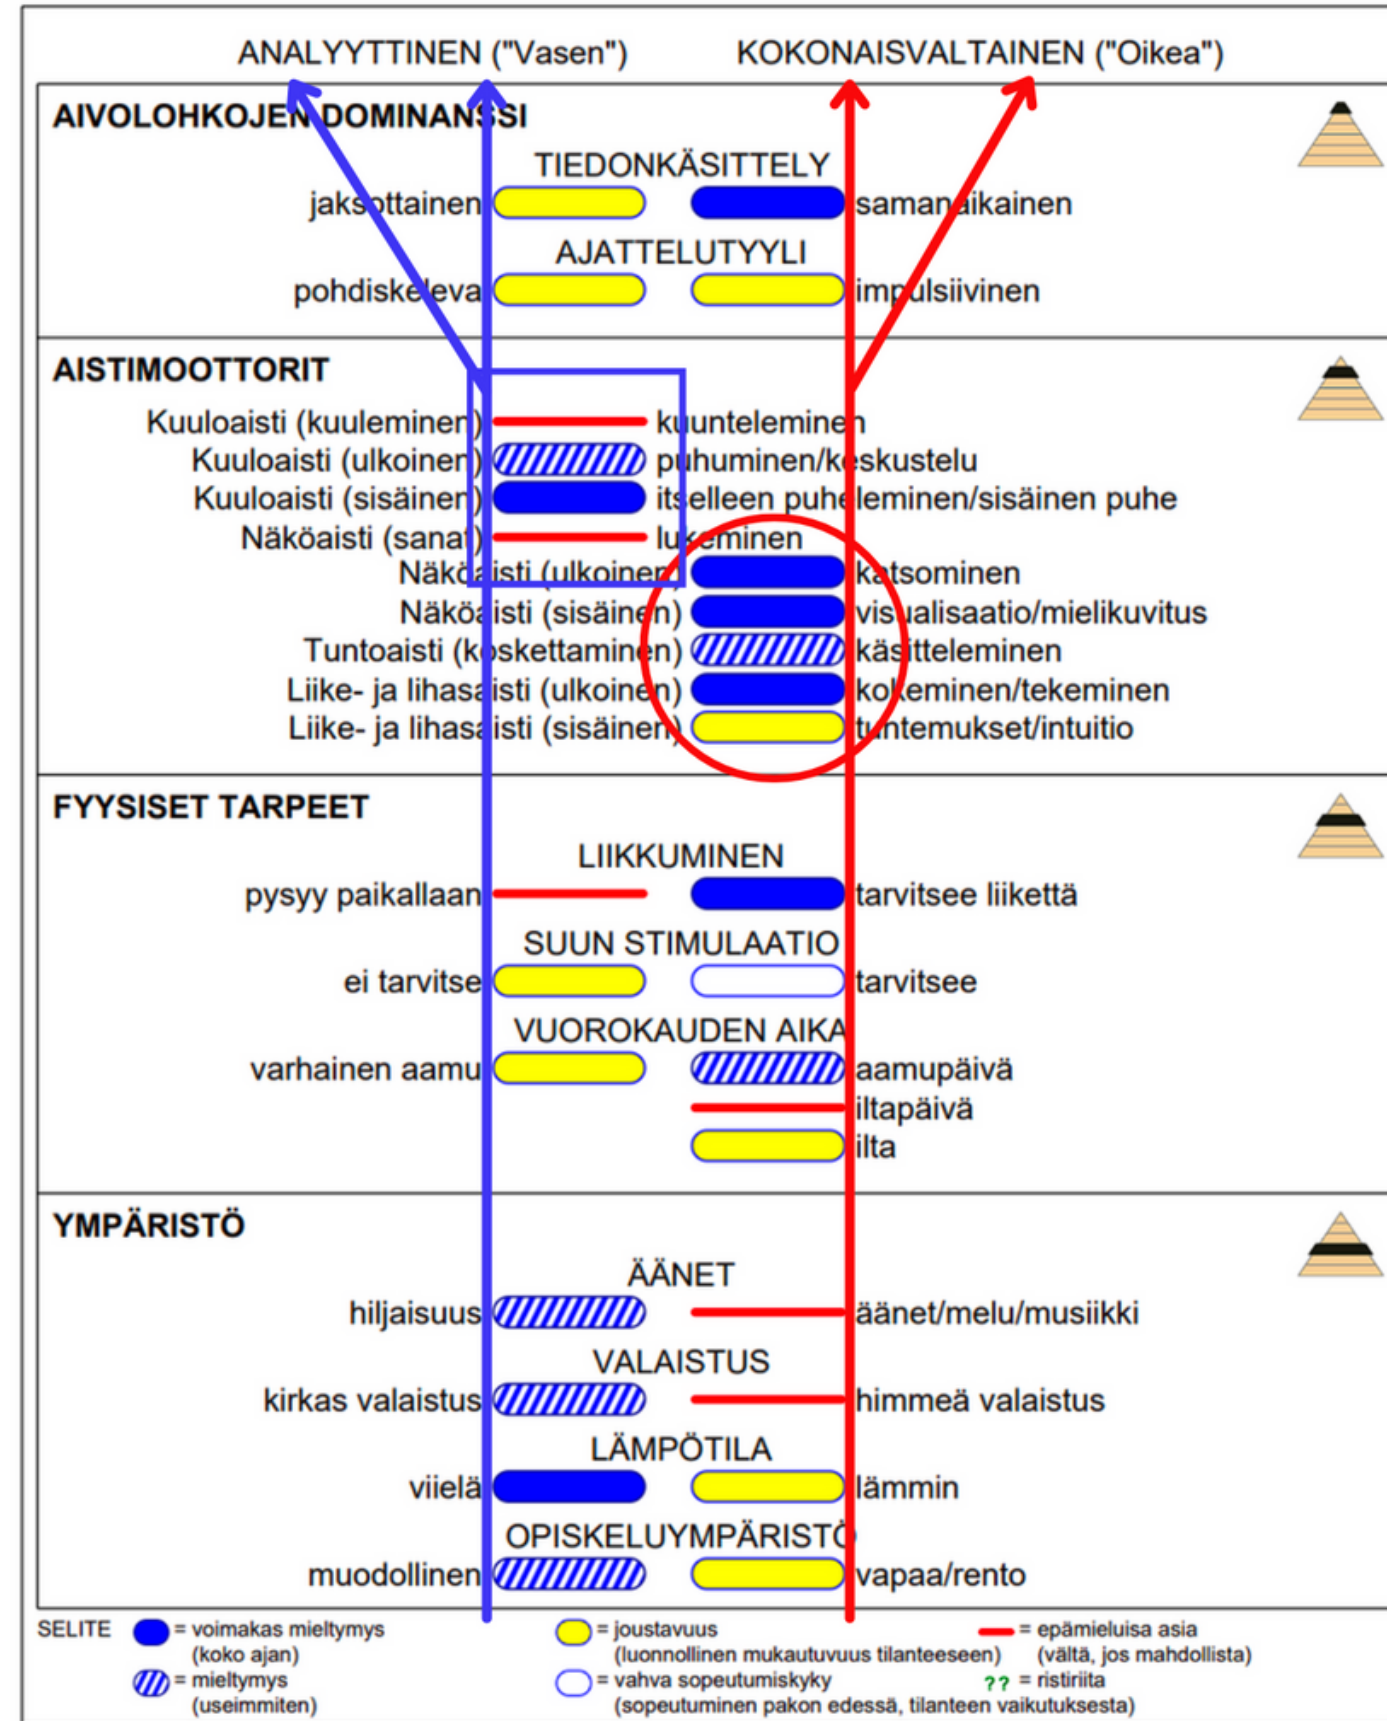 ANALYYTTINEN ("Vasen") KOKONAISVALTAINEN ("Oikea")
AIVOLOHKOJEN DOMINANSSI
TIEDONKÄSITTELY
jaksottainen samanaikainen
AJATTELUTYYLI
pohdiskeleva impulsiivinen
AISTIMOOTTORIT
Kuuloaisti (kuuleminen) kuunteleminen
Kuuloaisti (ulkoinen) puhuminen/keskustelu
Kuuloaisti (sisäinen) itselleen puheleminen/sisäinen puhe
Näköaisti (sanat) lukeminen
Näköaisti (ulkoinen) katsominen
Näköaisti (sisäinen) visualisaatio/mielikuvitus
Tuntoaisti (koskettaminen) käsitteleminen
Liike- ja lihasaisti (ulkoinen) kokeminen/tekeminen
Liike- ja lihasaisti (sisäinen) tuntemukset/intuitio
FYYSISET TARPEET
LIIKKUMINEN
pysyy paikallaan tarvitsee liikettä
SUUN STIMULAATIO
ei tarvitse tarvitsee
VUOROKAUDEN AIKA
varhainen aamu aamupäivä
iltapäivä
ilta
YMPÄRISTÖ
ÄÄNET
hiljaisuus äänet/melu/musiikki
VALAISTUS
kirkas valaistus himmeä valaistus
LÄMPÖTILA
viielä lämmin
OPISKELUYMPÄRISTÖ
muodollinen vapaa/rento
SELITE = voimakas mieltymys = joustavuus = epämieluisa asia
(koko ajan) (luonnollinen mukautuvuus tilanteeseen) (vältä, jos mahdollista)
= mieltymys = vahva sopeutumiskyky ?? = ristiriita
(useimmiten) (sopeutuminen pakon edessä, tilanteen vaikutuksesta)